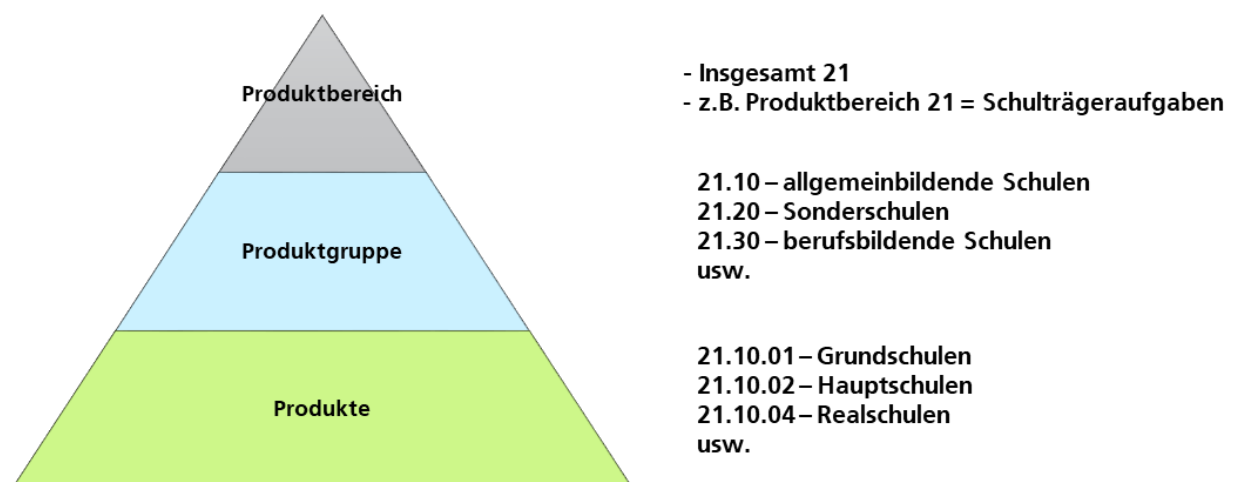 Produktbereich
- Insgesamt 21
- z.B. Produktbereich 21 = Schulträgeraufgaben
Produktgruppe
21.10 – allgemeinbildende Schulen
21.20 – Sonderschulen
21.30 – berufsbildende Schulen
usw.
Produkte
21.10.01 – Grundschulen
21.10.02 – Hauptschulen
21.10.04 – Realschulen
usw.